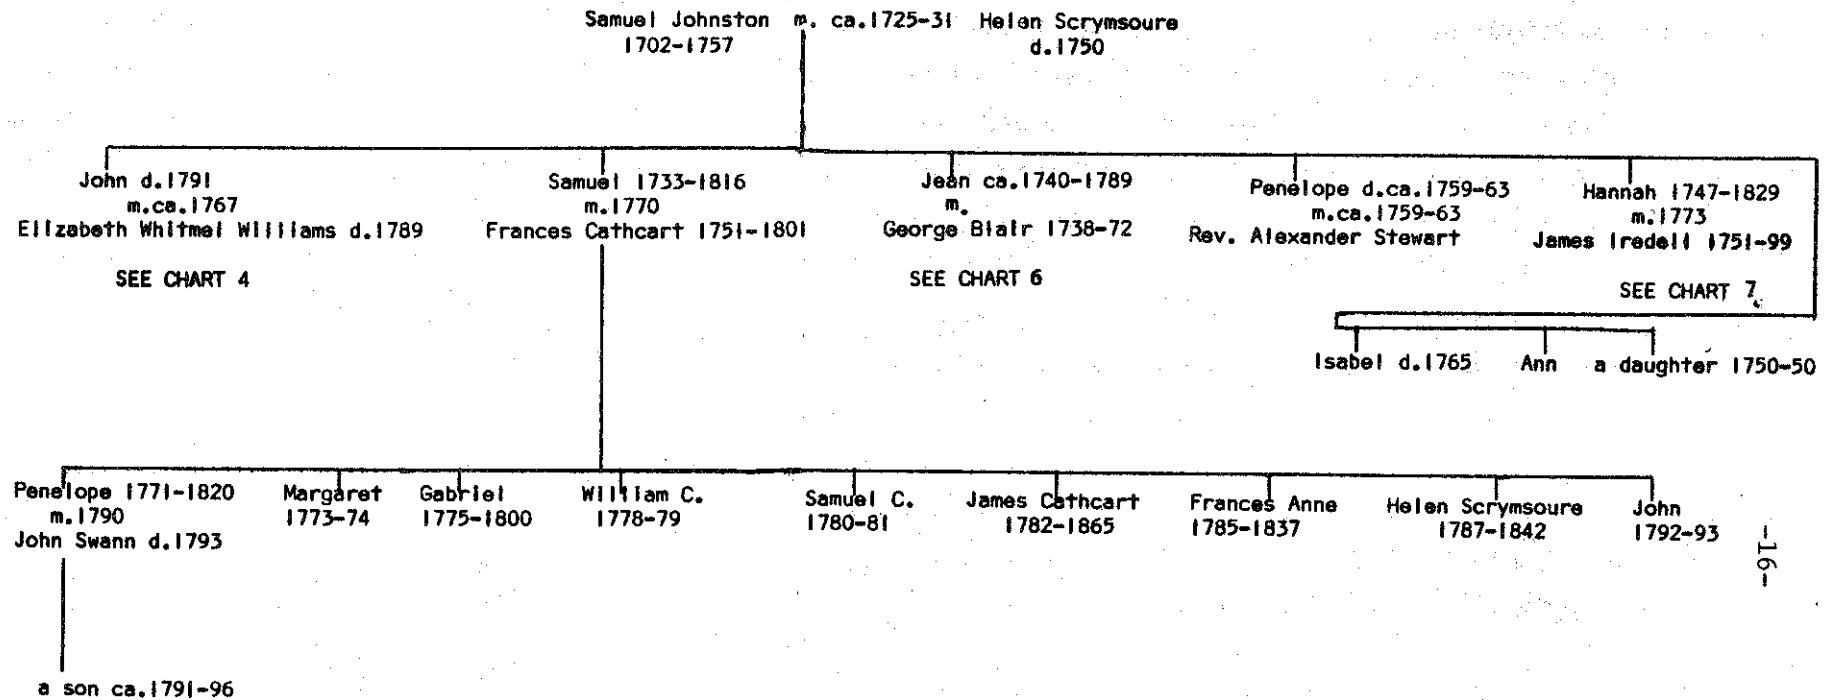 Samuel Johnston m. ca.1725-31 Helen Scrymsoure
1702-1757 d.1750
John d.1791
m.ca.1767
Elizabeth Whitmel Williams d.1789
SEE CHART 4
Samuel 1733-1816
m.1770
Frances Cathcart 1751-1801
Jean ca.1740-1789
m.
George Blair 1738-72
SEE CHART 6
Penelope d.ca.1759-63
m.ca.1759-63
Rev. Alexander Stewart
Hannah 1747-1829
m.1773
James Iredell 1751-99
SEE CHART 7
Isabel d.1765 Ann a daughter 1750-50
Penelope 1771-1820
m.1790
John Swann d.1793
Margaret
1773-74
Gabriel
1775-1800
William C.
1778-79
Samuel C.
1780-81
James Cathcart
1782-1865
Frances Anne
1785-1837
Helen Scrymsoure
1787-1842
John
1792-93
a son ca.1791-96
-16-